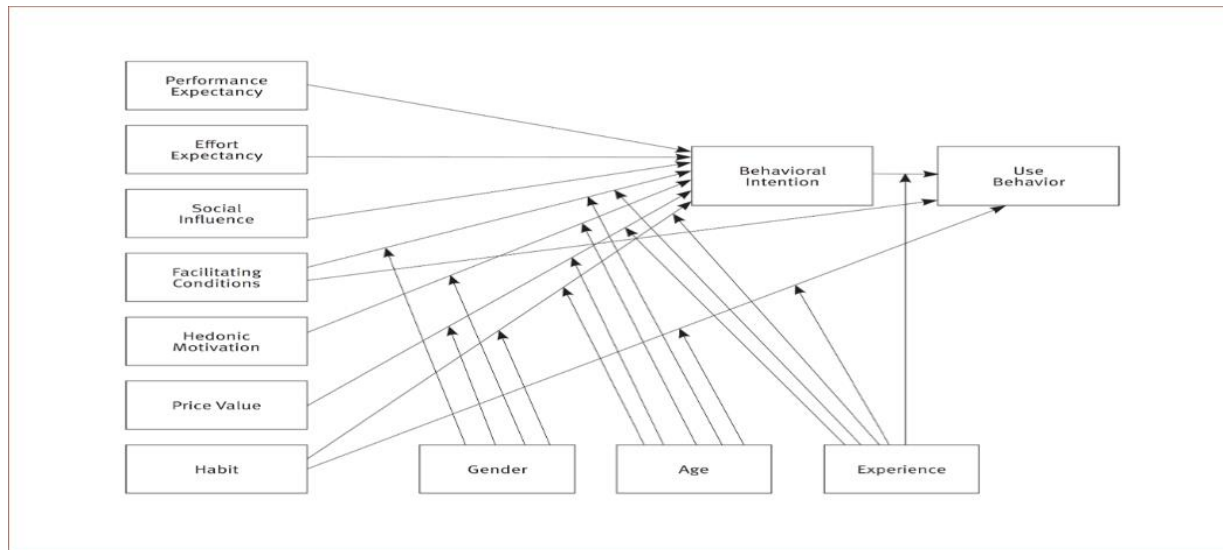 Performance
Expectancy
Effort
Expectancy
Social
Influence
Facilitating
Conditions
Hedonic
Motivation
Price Value
Habit
Behavioral
Intention
Use
Behavior
Gender
Age
Experience